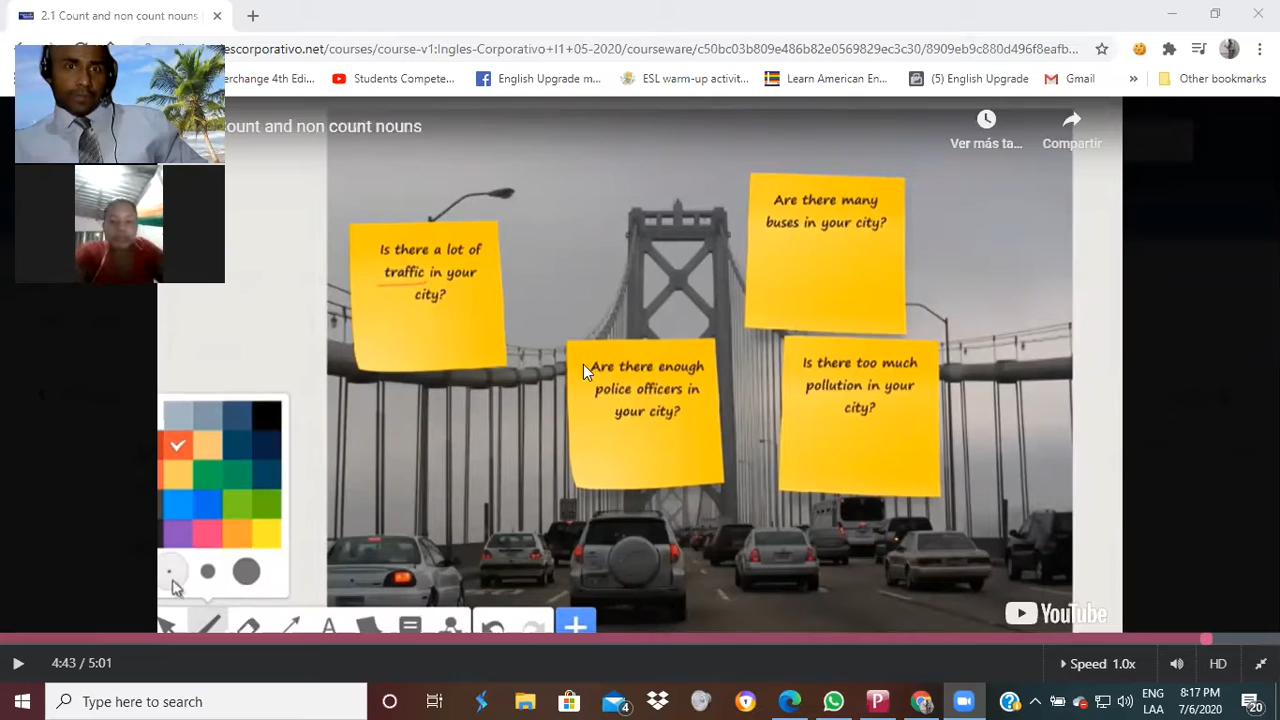 2.1 Count and non count nouns
escorporativo.net/courses/course-v1:Ingles-Corporativo+I1+05-2020/courseware/c50bc03b809e486b82e0569829ec3c30/8909eb9c880d496f8eafb...
erchange 4th Edi...
Students Compete...
English Upgrade m...
ESL warm-up activit...
Learn American En...
(5) English Upgrade
Gmail
»
Other bookmarks
ount and non count nouns
Ver más ta...
Compartir
Is there a lot of
traffic in your
city?
Are there many
buses in your city?
Are there enough
police officers in
your city?
Is there too much
pollution in your
city?
A
YouTube
4:43 / 5:01
Speed 1.0x
HD
Type here to search
4
ENG
LAA
8:17 PM
7/6/2020
20